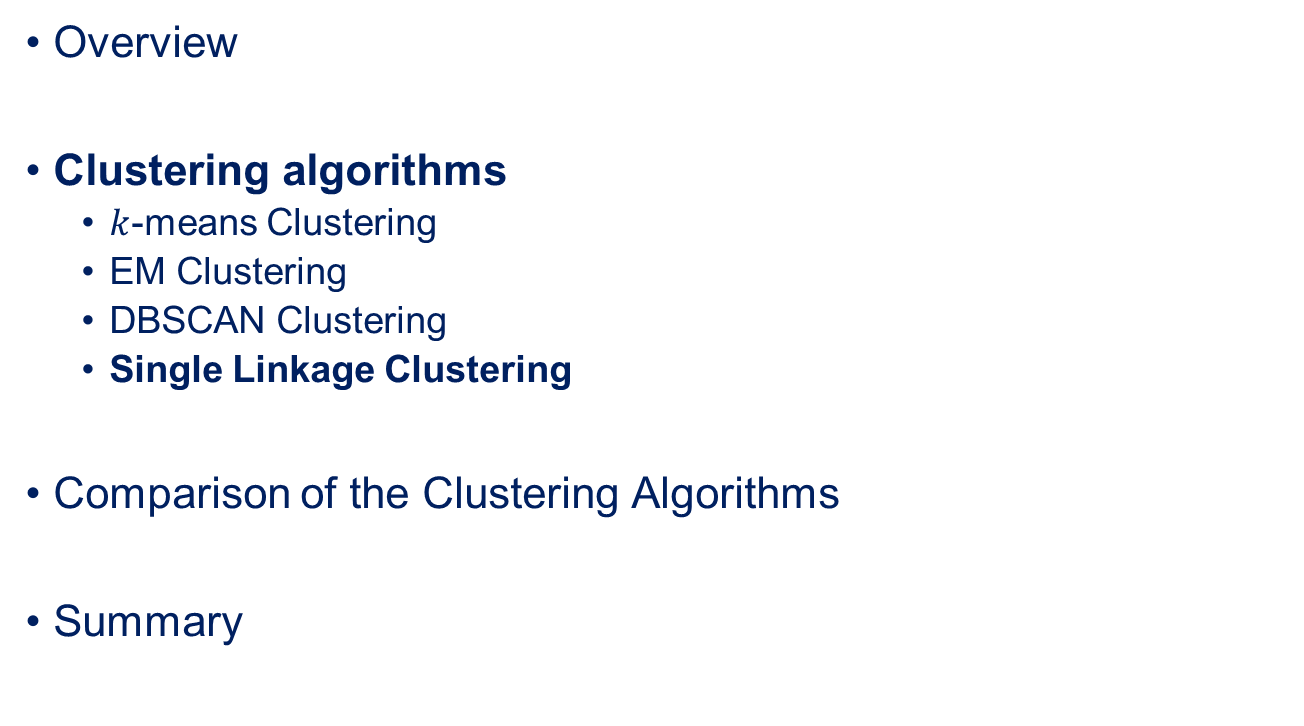 • Overview
• Clustering algorithms
• k-means Clustering
• EM Clustering
• DBSCAN Clustering
• Single Linkage Clustering
• Comparison of the Clustering Algorithms
• Summary